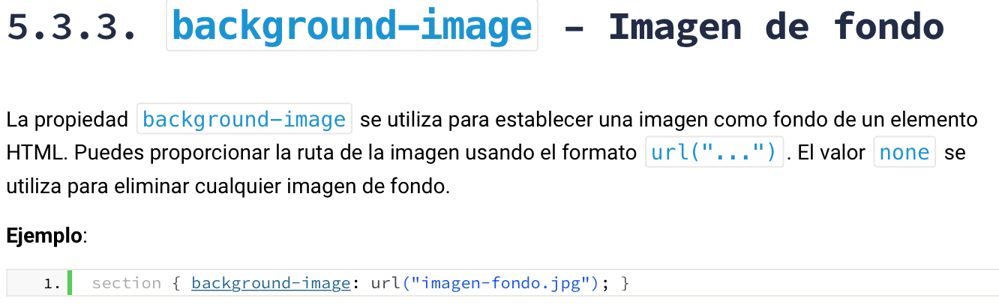 5.3.3. background-image – Imagen de fondo
La propiedad background-image se utiliza para establecer una imagen como fondo de un elemento
HTML. Puedes proporcionar la ruta de la imagen usando el formato url("..."). El valor none se
utiliza para eliminar cualquier imagen de fondo.
Ejemplo:
1. section { background-image: url("imagen-fondo.jpg"); }